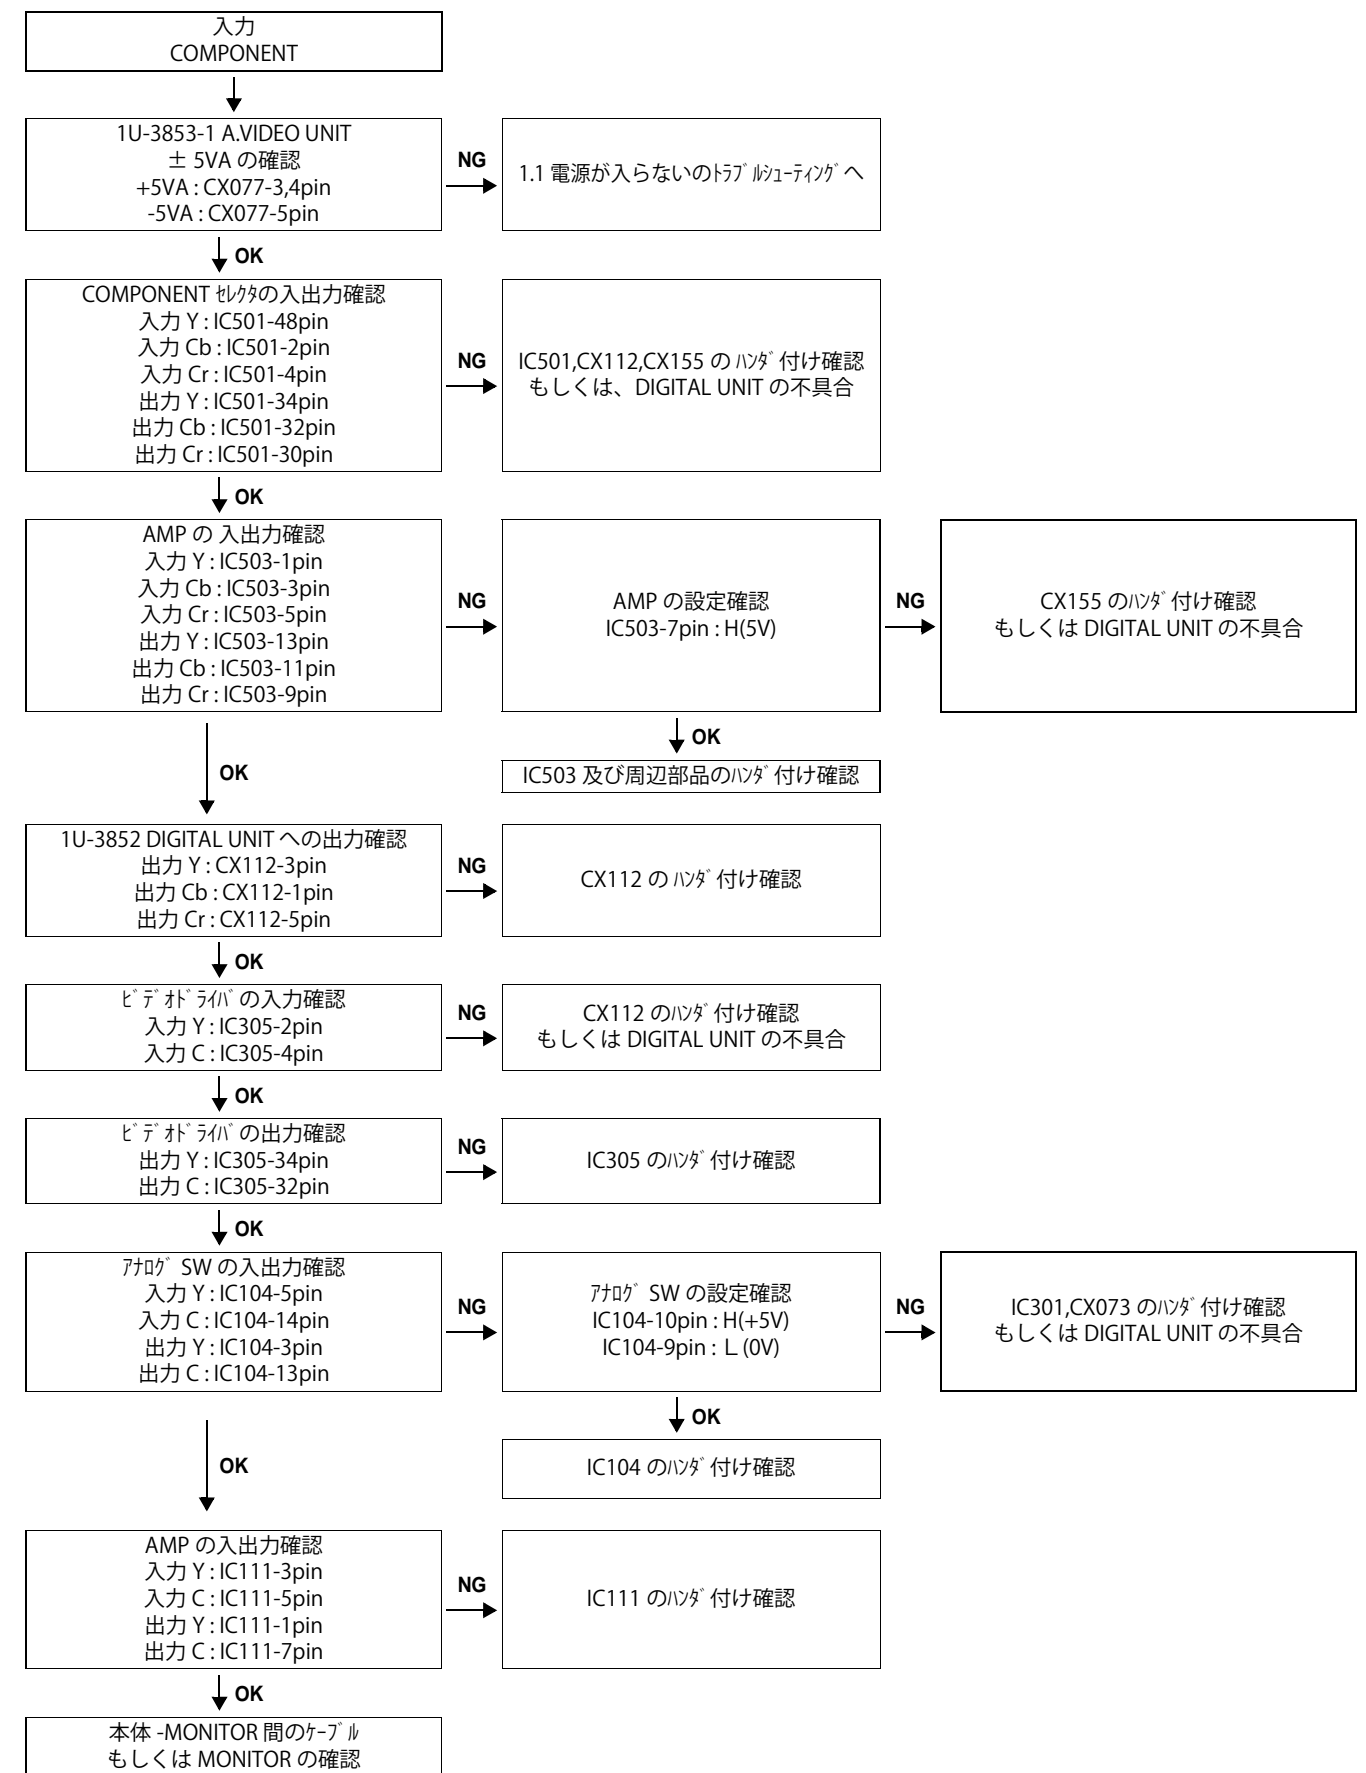 入力
COMPONENT
1U-3853-1 A.VIDEO UNIT
± 5VA の確認
+5VA : CX077-3,4pin
-5VA : CX077-5pin
NG
1.1 電源が入らないのﾄﾗﾌﾞﾙｼｭｰﾃｨﾝｸﾞへ
OK
COMPONENT ｾﾚｸﾀの入出力確認
入力 Y : IC501-48pin
入力 Cb : IC501-2pin
入力 Cr : IC501-4pin
出力 Y : IC501-34pin
出力 Cb : IC501-32pin
出力 Cr : IC501-30pin
NG
IC501,CX112,CX155 の ﾊﾝﾀﾞ付け確認
もしくは、DIGITAL UNIT の不具合
OK
AMP の 入出力確認
入力 Y : IC503-1pin
入力 Cb : IC503-3pin
入力 Cr : IC503-5pin
出力 Y : IC503-13pin
出力 Cb : IC503-11pin
出力 Cr : IC503-9pin
NG
AMP の設定確認
IC503-7pin : H(5V)
NG
CX155 のﾊﾝﾀﾞ付け確認
もしくは DIGITAL UNIT の不具合
OK
IC503 及び周辺部品のﾊﾝﾀﾞ付け確認
OK
1U-3852 DIGITAL UNIT への出力確認
出力 Y : CX112-3pin
出力 Cb : CX112-1pin
出力 Cr : CX112-5pin
NG
CX112 の ﾊﾝﾀﾞ付け確認
OK
ﾋﾞﾃﾞｵﾄﾞﾗｲﾊﾞの入力確認
入力 Y : IC305-2pin
入力 C : IC305-4pin
NG
CX112 のﾊﾝﾀﾞ付け確認
もしくは DIGITAL UNIT の不具合
OK
ﾋﾞﾃﾞｵﾄﾞﾗｲﾊﾞの出力確認
出力 Y : IC305-34pin
出力 C : IC305-32pin
NG
IC305 のﾊﾝﾀﾞ付け確認
OK
ｱﾅﾛｸﾞ SW の入出力確認
入力 Y : IC104-5pin
入力 C : IC104-14pin
出力 Y : IC104-3pin
出力 C : IC104-13pin
NG
ｱﾅﾛｸﾞ SW の設定確認
IC104-10pin : H(+5V)
IC104-9pin : Ｌ(0V)
NG
IC301,CX073 のﾊﾝﾀﾞ付け確認
もしくは DIGITAL UNIT の不具合
OK
IC104 のﾊﾝﾀﾞ付け確認
OK
AMP の入出力確認
入力 Y : IC111-3pin
入力 C : IC111-5pin
出力 Y : IC111-1pin
出力 C : IC111-7pin
NG
IC111 のﾊﾝﾀﾞ付け確認
OK
本体 -MONITOR 間のｹｰﾌﾞﾙ
もしくは MONITOR の確認